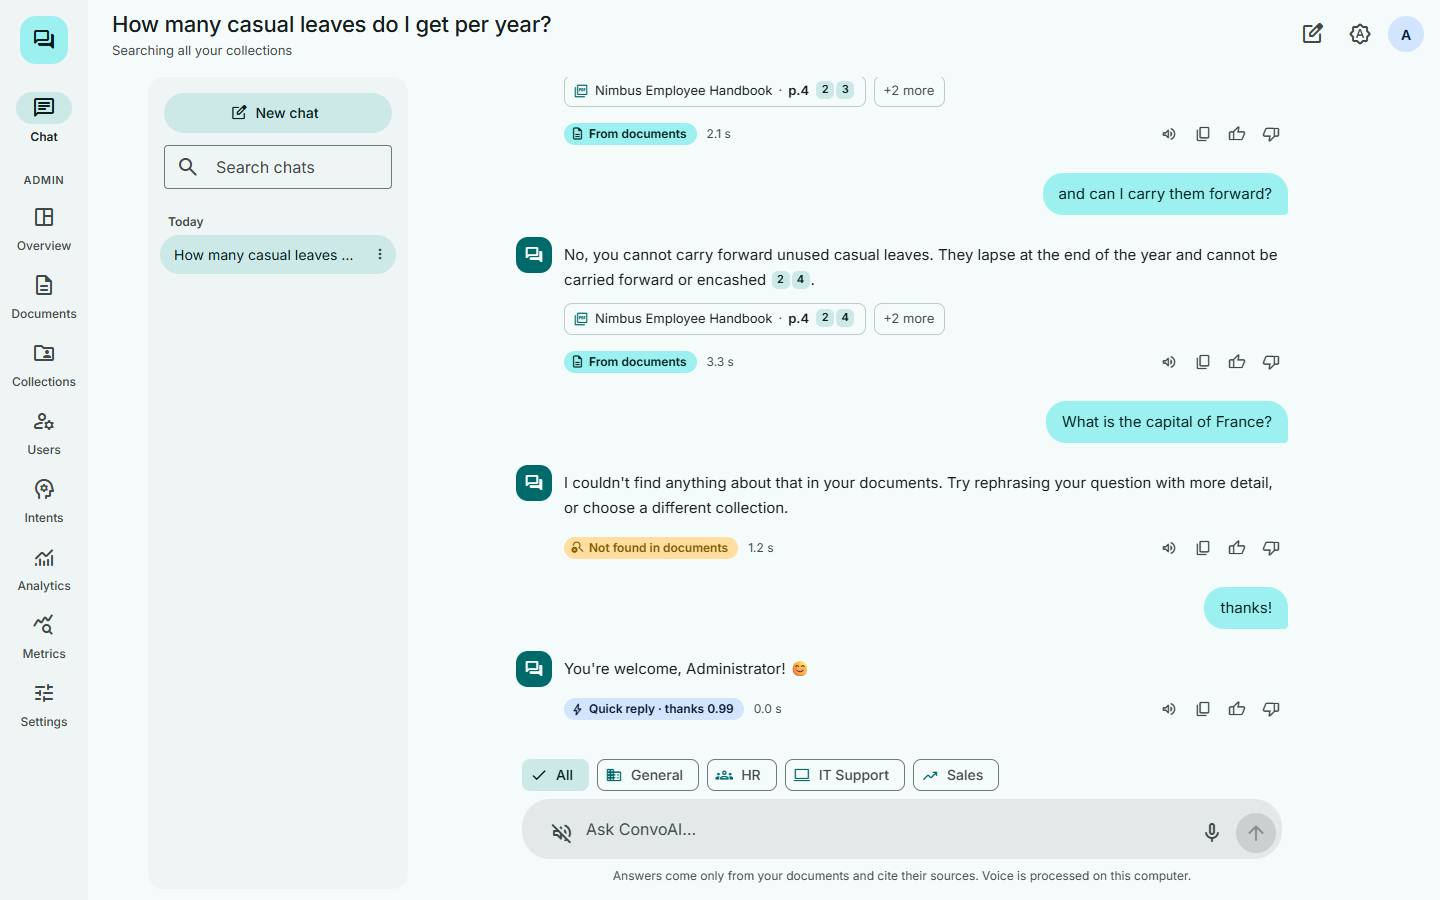 How many casual leaves do I get per year?
Searching all your collections
A
Chat
ADMIN
Overview
Documents
Collections
Users
Intents
Analytics
Metrics
Settings
New chat
Search chats
Today
How many casual leaves ...
Nimbus Employee Handbook · p.4 2 3 +2 more
From documents 2.1 s
and can I carry them forward?
No, you cannot carry forward unused casual leaves. They lapse at the end of the year and cannot be
carried forward or encashed 2 4 .
Nimbus Employee Handbook · p.4 2 4 +2 more
From documents 3.3 s
What is the capital of France?
I couldn't find anything about that in your documents. Try rephrasing your question with more detail,
or choose a different collection.
Not found in documents 1.2 s
thanks!
You're welcome, Administrator! 😊
Quick reply · thanks 0.99 0.0 s
All General HR IT Support Sales
Ask ConvoAI...
Answers come only from your documents and cite their sources. Voice is processed on this computer.